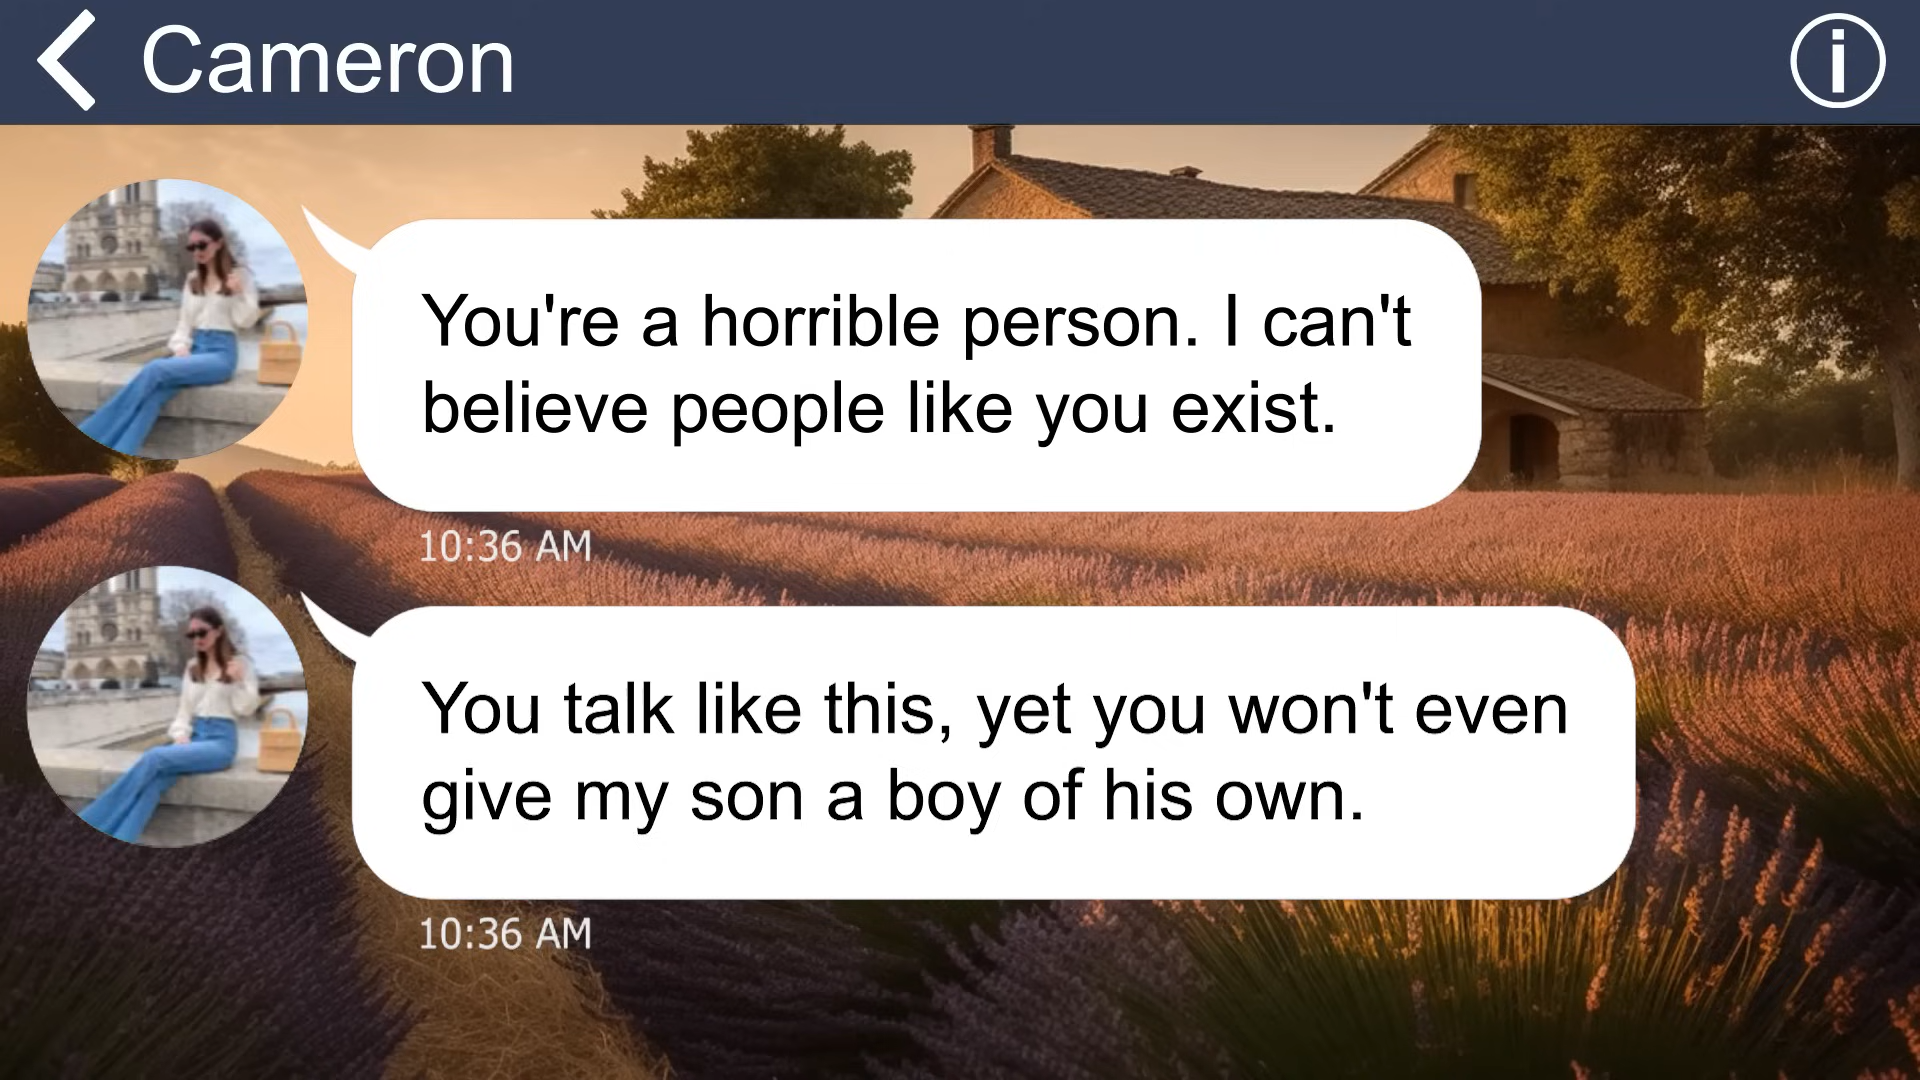 Cameron
You're a horrible person. I can't
believe people like you exist.
10:36 AM
You talk like this, yet you won't even
give my son a boy of his own.
10:36 AM